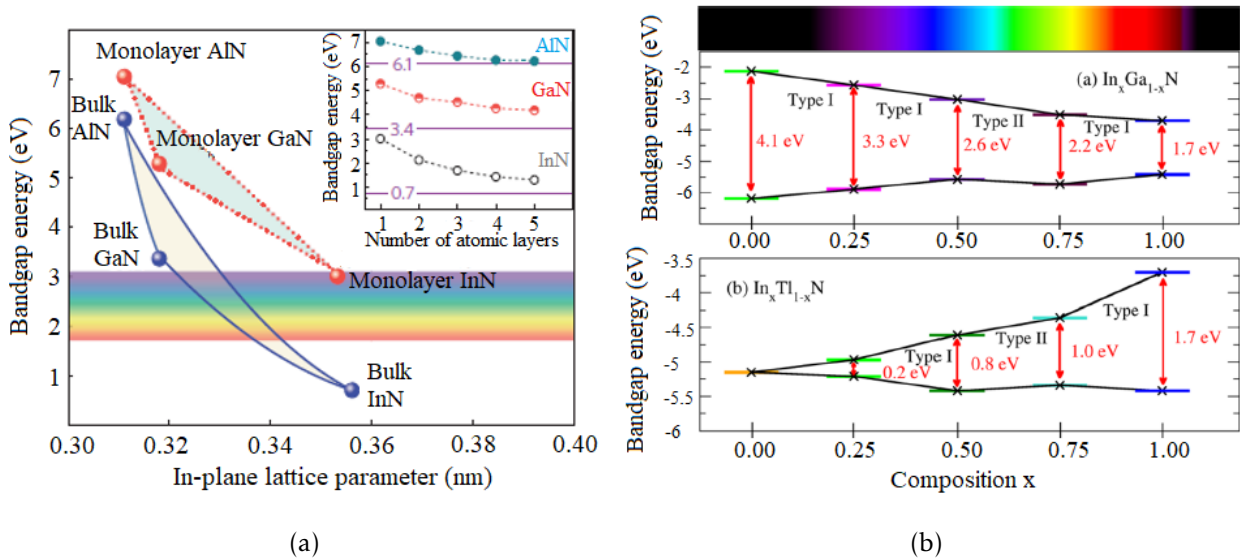 Monolayer AlN
Bulk
AlN
Monolayer GaN
Bulk
GaN
Monolayer InN
Bulk
InN
Bandgap energy (eV)
7
6
5
4
3
2
1
0.30
0.32
0.34
0.36
0.38
0.40
In-plane lattice parameter (nm)
Bandgap energy (eV)
7
6
5
4
3
2
1
AlN
6.1
GaN
3.4
InN
0.7
1
2
3
4
5
Number of atomic layers
(a)
Bandgap energy (eV)
-2
-3
-4
-5
-6
(a) InxGa1-xN
Type I
Type I
Type II
Type I
4.1 eV
3.3 eV
2.6 eV
2.2 eV
1.7 eV
0.00
0.25
0.50
0.75
1.00
Bandgap energy (eV)
-3.5
-4
-4.5
-5
-5.5
-6
(b) InxTl1-xN
Type I
Type I
Type II
0.2 eV
0.8 eV
1.0 eV
1.7 eV
0.00
0.25
0.50
0.75
1.00
Composition x
(b)